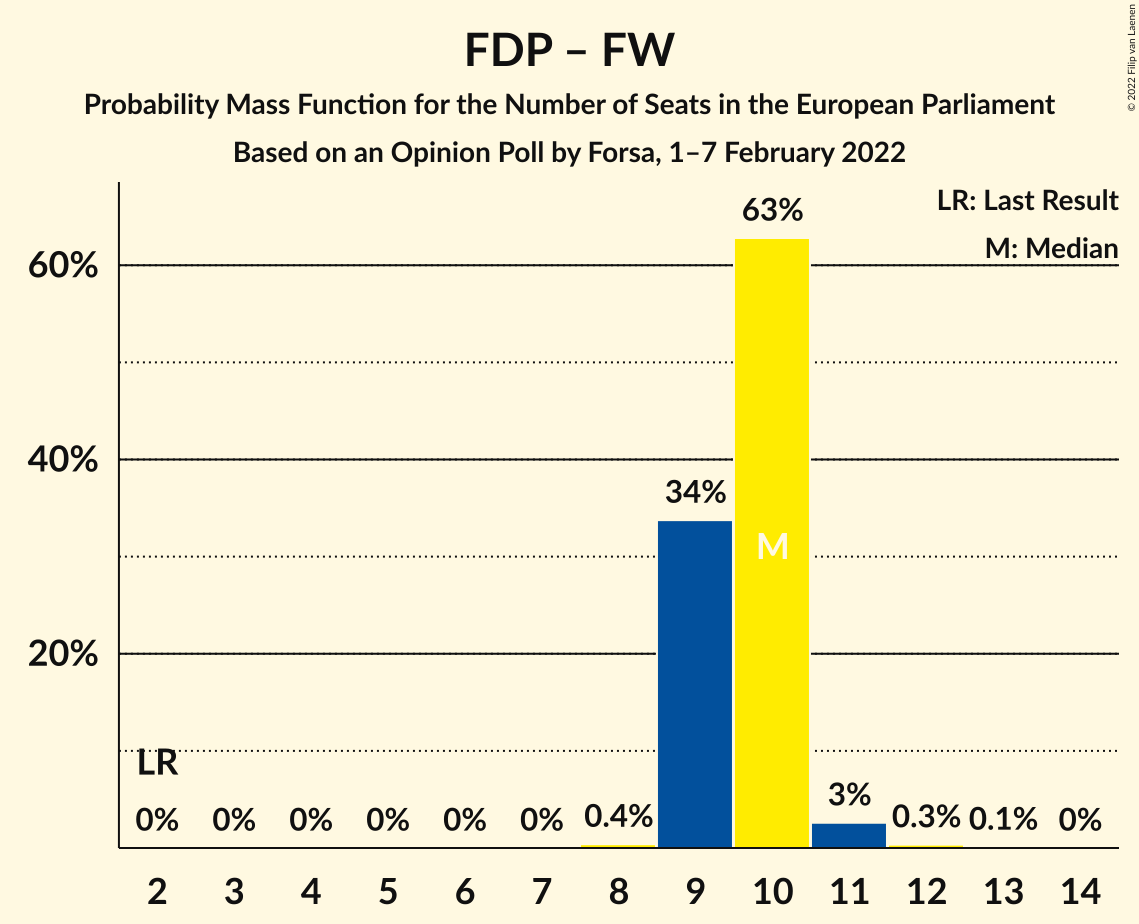 FDP – FW
Probability Mass Function for the Number of Seats in the European Parliament
Based on an Opinion Poll by Forsa, 1–7 February 2022
© 2022 Filip van Laenen
LR: Last Result
M: Median
60%
40%
20%
63%
34%
M
LR
0% 0% 0% 0% 0% 0% 0.4% 3% 0.3% 0.1% 0%
2 3 4 5 6 7 8 9 10 11 12 13 14